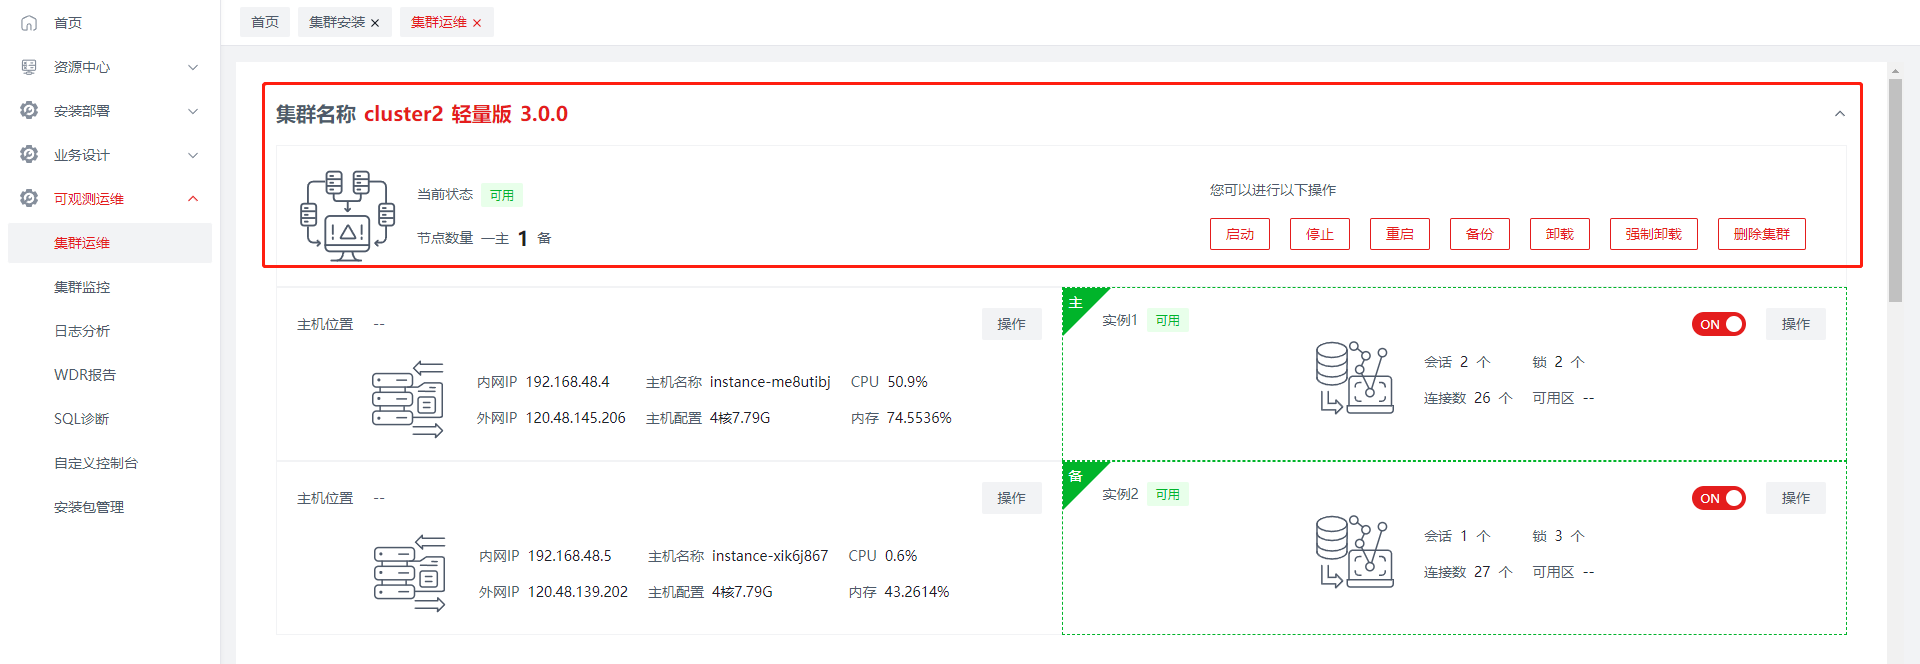 首页
资源中心
安装部署
业务设计
可观测运维
集群运维
集群监控
日志分析
WDR报告
SQL诊断
自定义控制台
安装包管理
首页 集群安装 × 集群运维 ×
集群名称 cluster2 轻量版 3.0.0
当前状态 可用
节点数量 一主 1 备
您可以进行以下操作
启动 停止 重启 备份 卸载 强制卸载 删除集群
主机位置 -- 操作
内网IP 192.168.48.4 主机名称 instance-me8utibj CPU 50.9%
外网IP 120.48.145.206 主机配置 4核7.79G 内存 74.5536%
主 实例1 可用 ON 操作
会话 2 个 锁 2 个
连接数 26 个 可用区 --
主机位置 -- 操作
内网IP 192.168.48.5 主机名称 instance-xik6j867 CPU 0.6%
外网IP 120.48.139.202 主机配置 4核7.79G 内存 43.2614%
备 实例2 可用 ON 操作
会话 1 个 锁 3 个
连接数 27 个 可用区 --